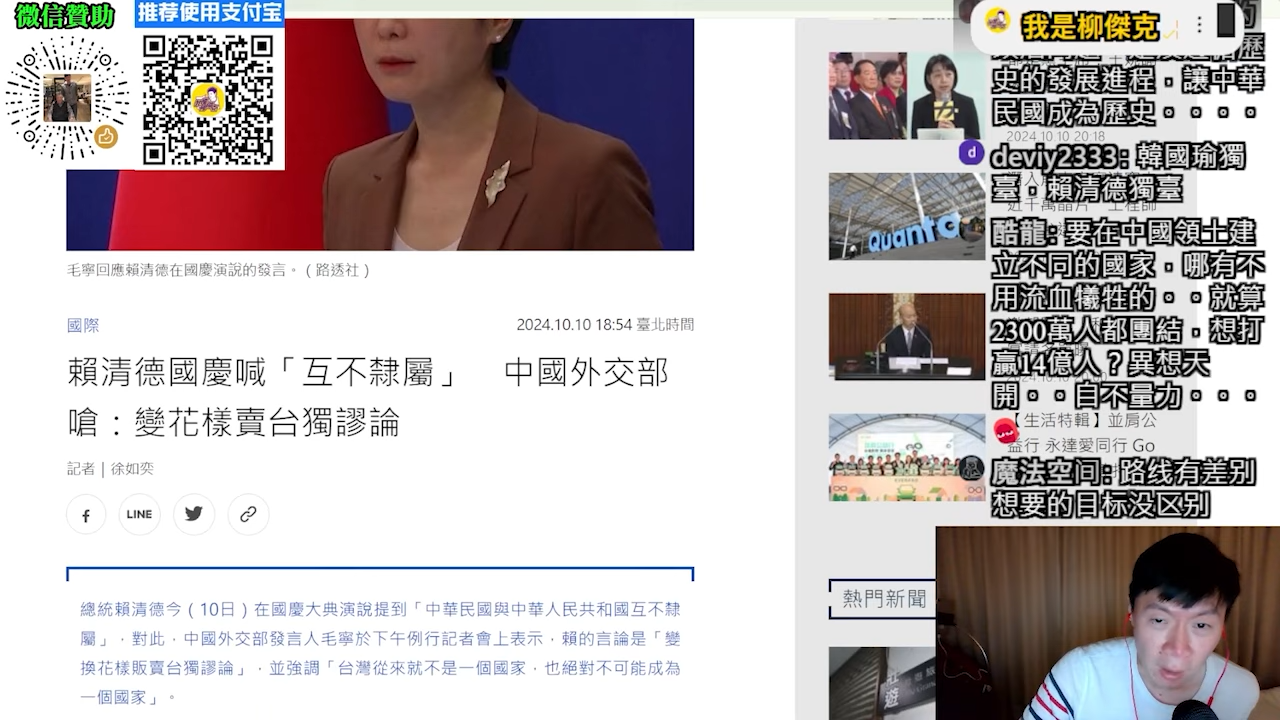 微信贊助
推荐使用支付宝
毛寧回應賴清德在國慶演說的發言。（路透社）
國際
2024.10.10 18:54 臺北時間
賴清德國慶喊「互不隸屬」　中國外交部
嗆：變花樣賣台獨謬論
記者｜徐如奕
LINE
總統賴清德今（10日）在國慶大典演說提到「中華民國與中華人民共和國互不隸
屬」，對此，中國外交部發言人毛寧於下午例行記者會上表示，賴的言論是「變
換花樣販賣台獨謬論」，並強調「台灣從來就不是一個國家，也絕對不可能成為
一個國家」。
Quanta
2024.10.10 20:18
【生活特輯】並肩公
益行 永達愛同行 Go
熱門新聞
我是柳傑克
史的發展進程．讓中華
民國成為歷史．．．．
deviy2333: 韓國瑜獨
臺．賴清德獨臺
酷龍: 要在中國領土建
立不同的國家．哪有不
用流血犧牲的．．就算
2300萬人都團結．想打
贏14億人？異想天
開．．自不量力．．．
魔法空间: 路线有差别
想要的目标没区别